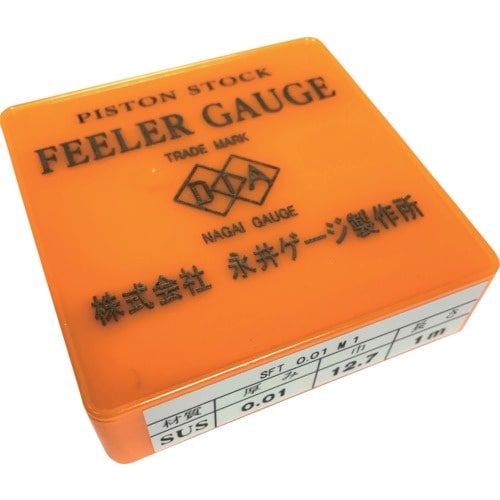 PISTON STOCK
FEELER GAUGE
TRADE MARK
DIA
NAGAI GAUGE
株式会社 永井ゲージ製作所
SFT 0.01 M 1
材質 厚み 巾 長さ
SUS 0.01 12.7 1m